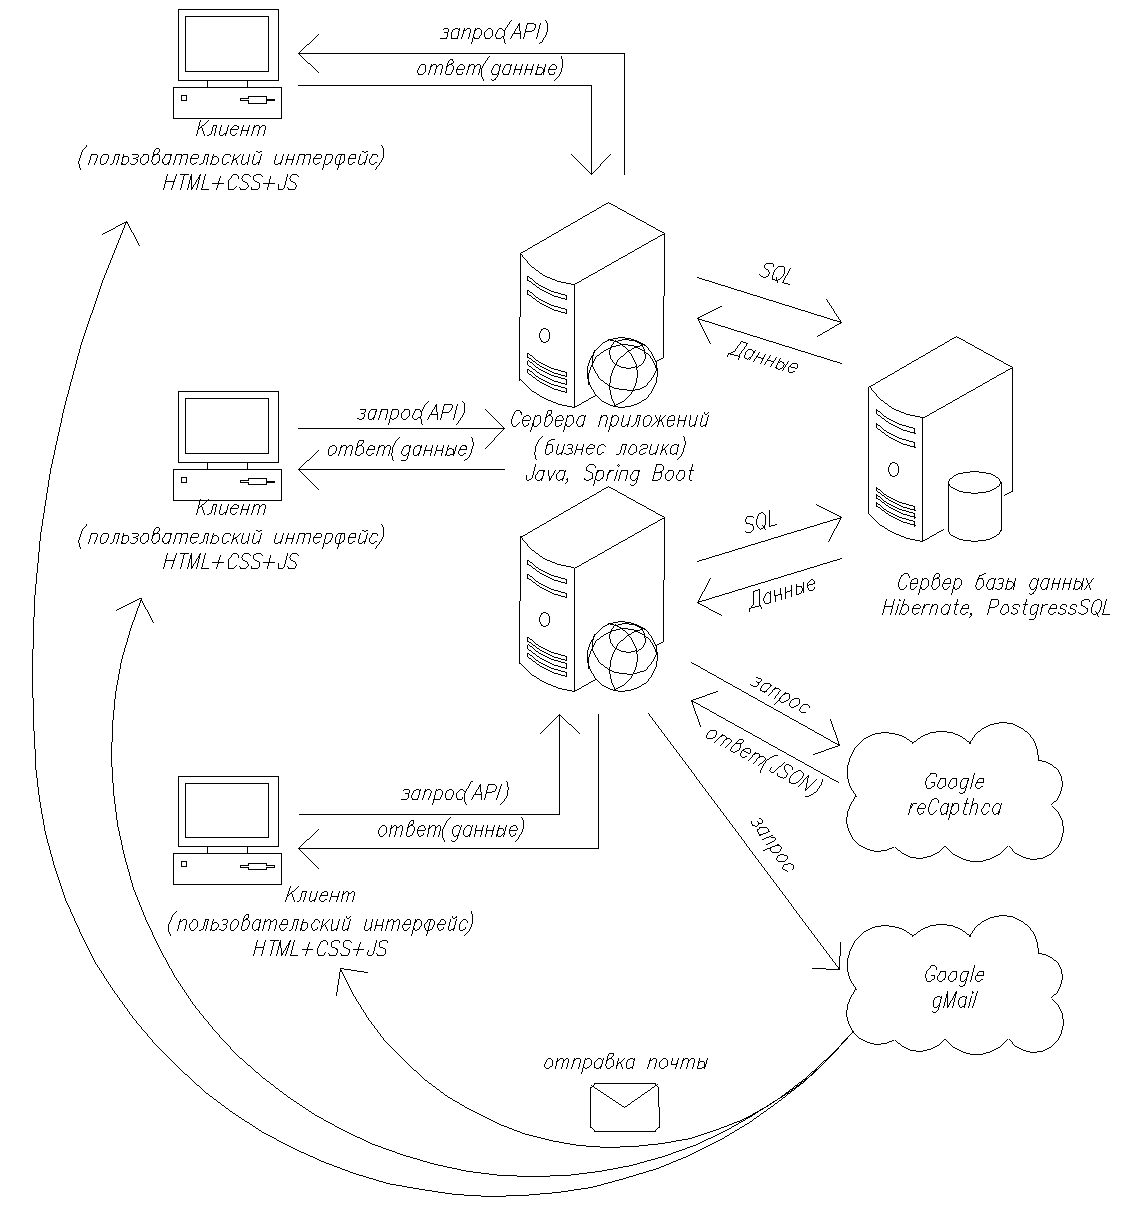 запрос(API)
ответ(данные)
Клиент
(пользовательский интерфейс)
HTML+CSS+JS
SQL
Данные
запрос(API)
ответ(данные)
Сервера приложений
(бизнес логика)
Java, Spring Boot
Клиент
(пользовательский интерфейс)
HTML+CSS+JS
SQL
Данные
Сервер базы данных
Hibernate, PostgressSQL
запрос
ответ(JSON)
Google
reCapthca
запрос(API)
ответ(данные)
запрос
Клиент
(пользовательский интерфейс)
HTML+CSS+JS
Google
gMail
отправка почты